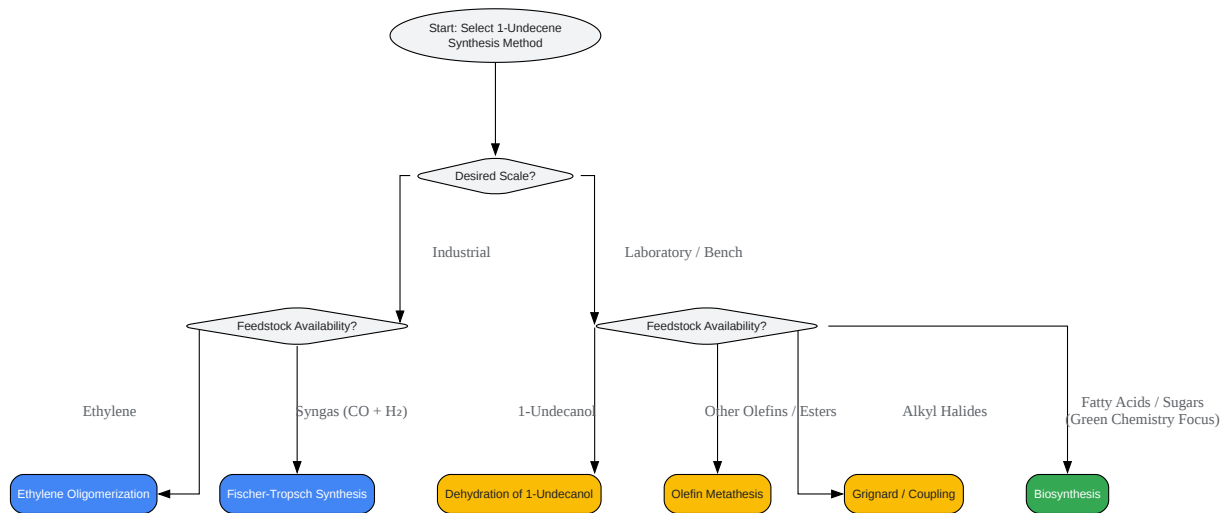 Start: Select 1-Undecene
Synthesis Method
Desired Scale?
Industrial
Laboratory / Bench
Feedstock Availability?
Feedstock Availability?
Ethylene
Syngas (CO + H₂)
1-Undecanol
Other Olefins / Esters
Alkyl Halides
Fatty Acids / Sugars
(Green Chemistry Focus)
Ethylene Oligomerization
Fischer-Tropsch Synthesis
Dehydration of 1-Undecanol
Olefin Metathesis
Grignard / Coupling
Biosynthesis